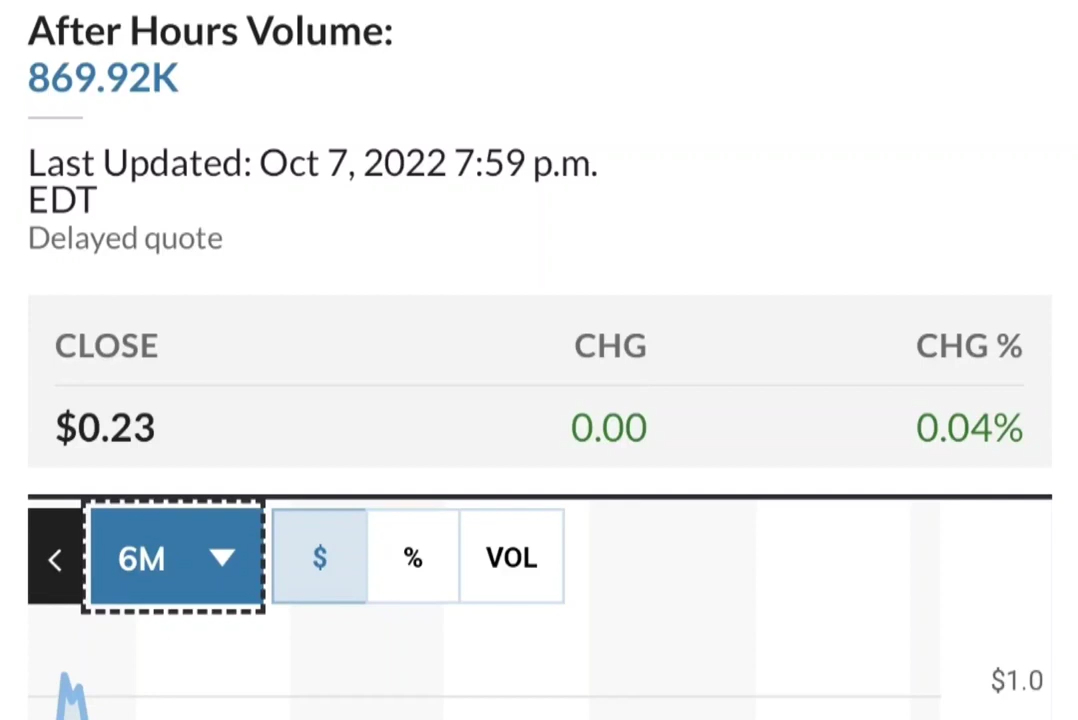 After Hours Volume:
869.92K
Last Updated: Oct 7, 2022 7:59 p.m.
EDT
Delayed quote
CLOSE CHG CHG %
$0.23 0.00 0.04%
6M $ % VOL
$1.0